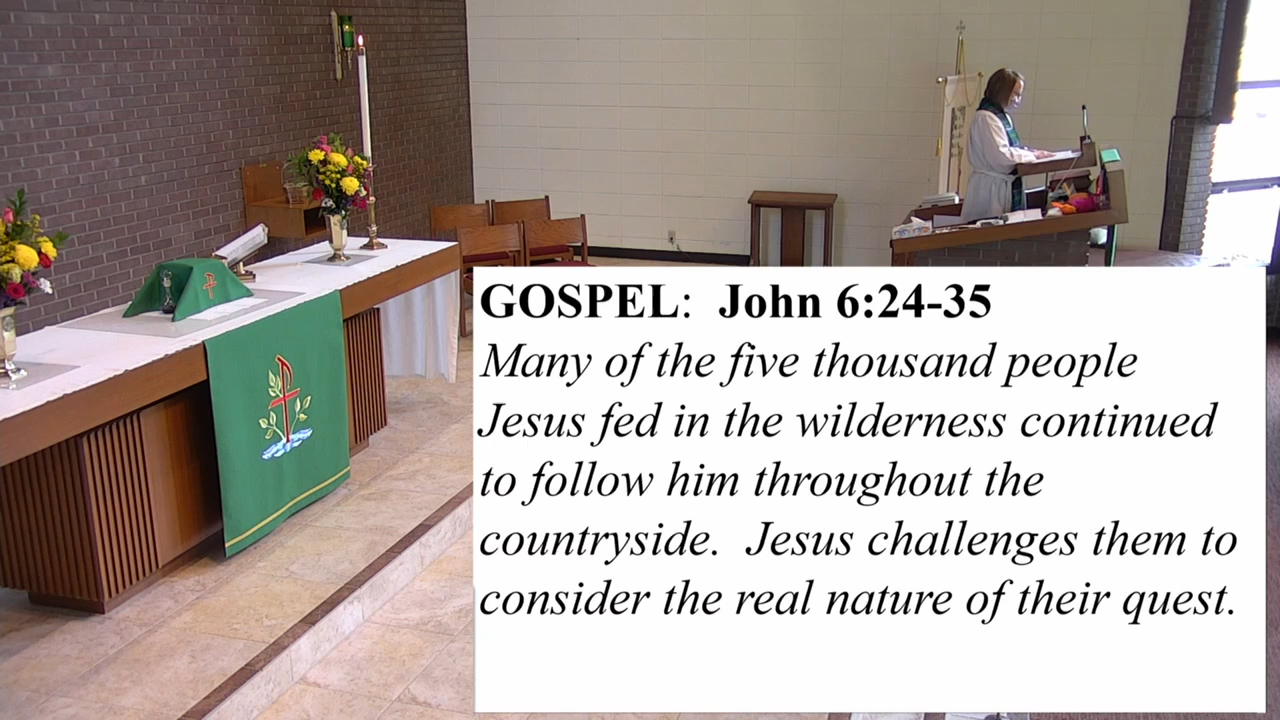 GOSPEL:  John 6:24-35
Many of the five thousand people
Jesus fed in the wilderness continued
to follow him throughout the
countryside.  Jesus challenges them to
consider the real nature of their quest.